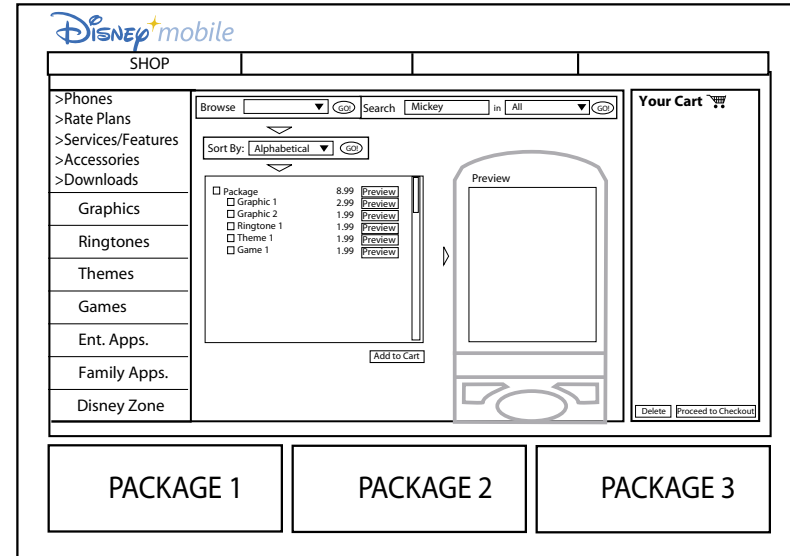 Disney mobile
SHOP
>Phones
>Rate Plans
>Services/Features
>Accessories
>Downloads
Graphics
Ringtones
Themes
Games
Ent. Apps.
Family Apps.
Disney Zone
Browse GO! Search Mickey in All GO!
Sort By: Alphabetical GO!
Package 8.99 Preview
Graphic 1 2.99 Preview
Graphic 2 1.99 Preview
Ringtone 1 1.99 Preview
Theme 1 1.99 Preview
Game 1 1.99 Preview
Add to Cart
Preview
Your Cart
Delete Proceed to Checkout
PACKAGE 1 PACKAGE 2 PACKAGE 3